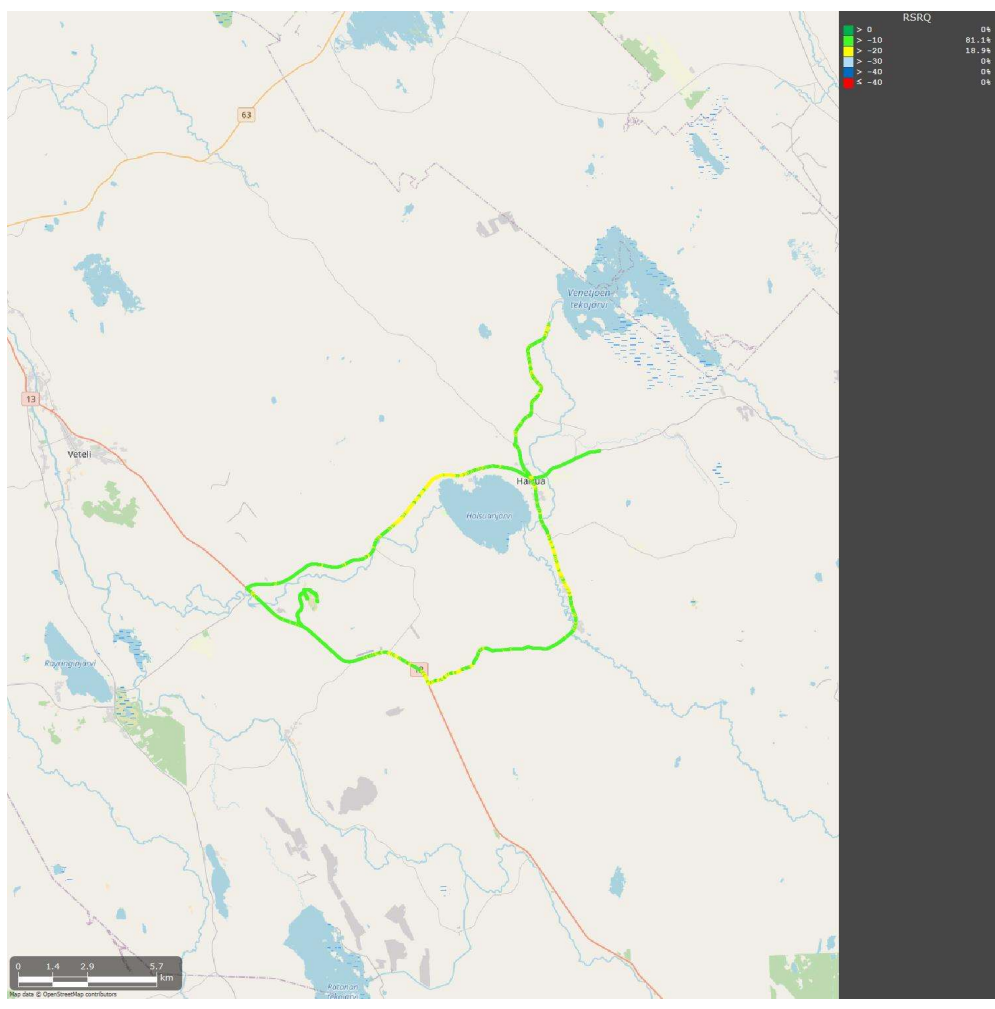 RSRQ
> 0 0%
> -10 81.1%
> -20 18.9%
> -30 0%
> -40 0%
≤ -40 0%
63
Venetjoen
tekojärvi
13
Veteli
Halsuanjärvi
0 1.4 2.9 5.7
km
Map data © OpenStreetMap contributors